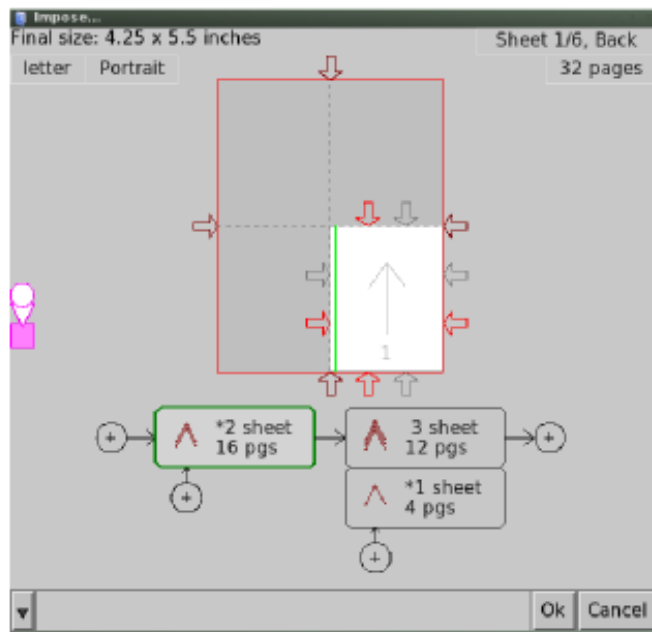 Impose...
Final size: 4.25 x 5.5 inches
Sheet 1/6, Back
letter
Portrait
32 pages
1
*2 sheet
16 pgs
3 sheet
12 pgs
*1 sheet
4 pgs
Ok
Cancel